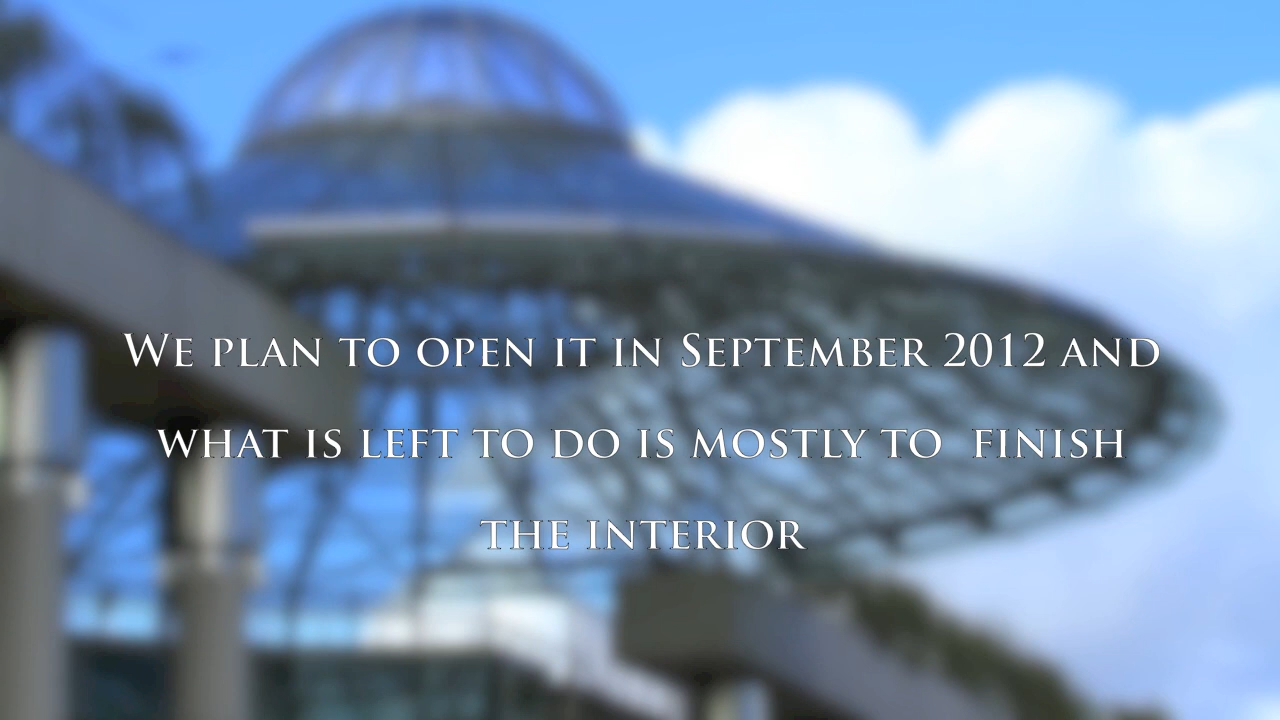 We plan to open it in September 2012 and
what is left to do is mostly to  finish
the interior